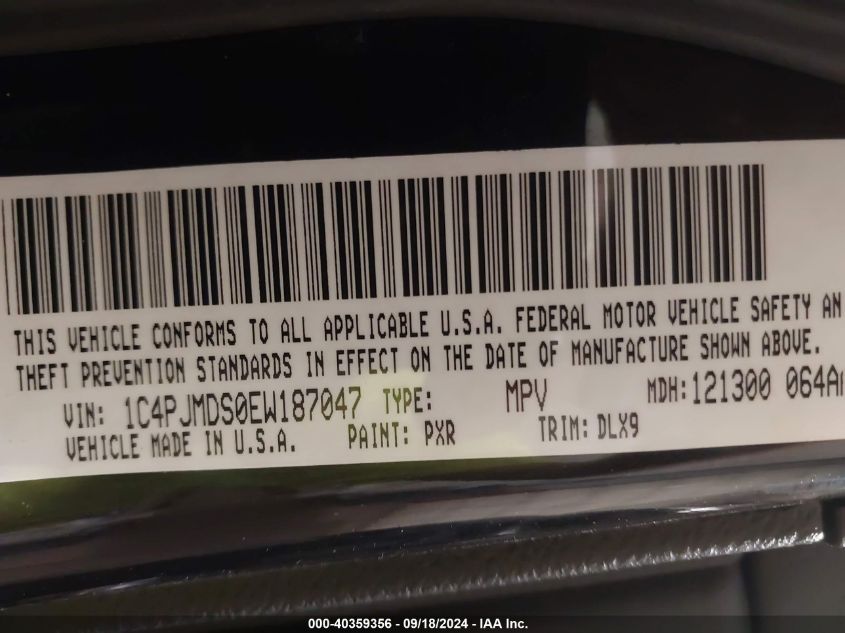 THIS VEHICLE CONFORMS TO ALL APPLICABLE U.S.A. FEDERAL MOTOR VEHICLE SAFETY AN
THEFT PREVENTION STANDARDS IN EFFECT ON THE DATE OF MANUFACTURE SHOWN ABOVE.
VIN: 1C4PJMDS0EW187047 TYPE: MPV MDH:121300 064A
VEHICLE MADE IN U.S.A. PAINT: PXR TRIM: DLX9
000-40359356 - 09/18/2024 - IAA Inc.